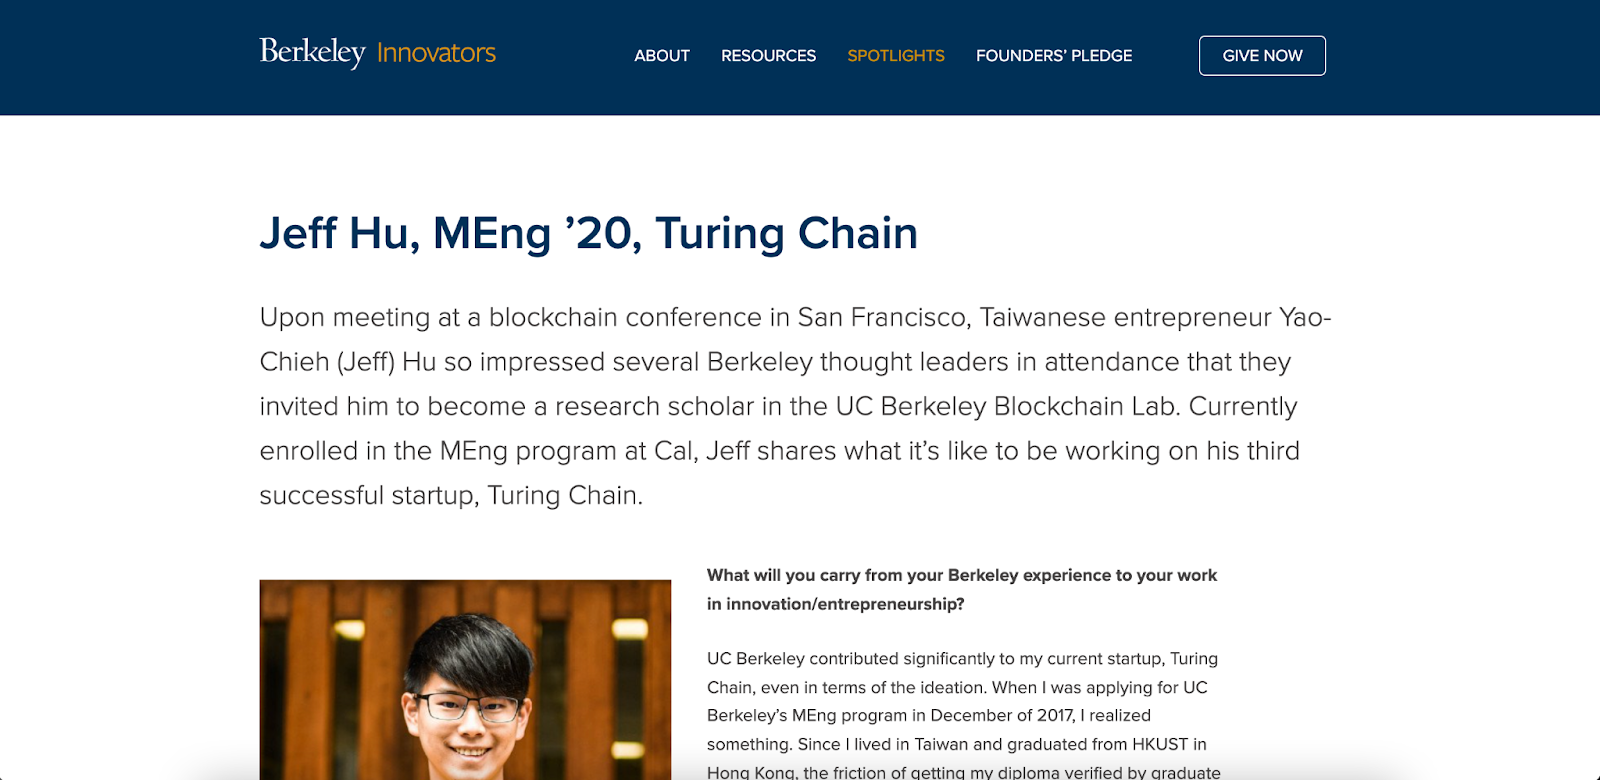 Berkeley Innovators
ABOUT RESOURCES SPOTLIGHTS FOUNDERS’ PLEDGE GIVE NOW
Jeff Hu, MEng ’20, Turing Chain
Upon meeting at a blockchain conference in San Francisco, Taiwanese entrepreneur Yao-
Chieh (Jeff) Hu so impressed several Berkeley thought leaders in attendance that they
invited him to become a research scholar in the UC Berkeley Blockchain Lab. Currently
enrolled in the MEng program at Cal, Jeff shares what it’s like to be working on his third
successful startup, Turing Chain.
What will you carry from your Berkeley experience to your work
in innovation/entrepreneurship?
UC Berkeley contributed significantly to my current startup, Turing
Chain, even in terms of the ideation. When I was applying for UC
Berkeley’s MEng program in December of 2017, I realized
something. Since I lived in Taiwan and graduated from HKUST in
Hong Kong, the friction of getting my diploma verified by graduate